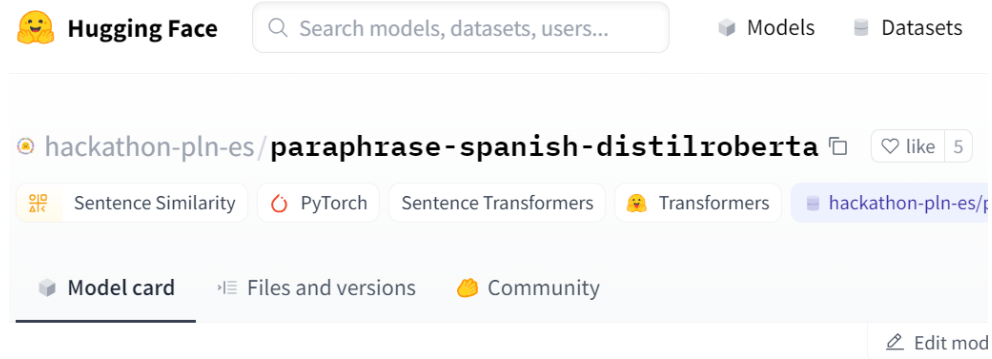 Hugging Face Search models, datasets, users... Models Datasets
hackathon-pln-es/paraphrase-spanish-distilroberta like 5
Sentence Similarity PyTorch Sentence Transformers Transformers hackathon-pln-es/p
Model card Files and versions Community
Edit mod